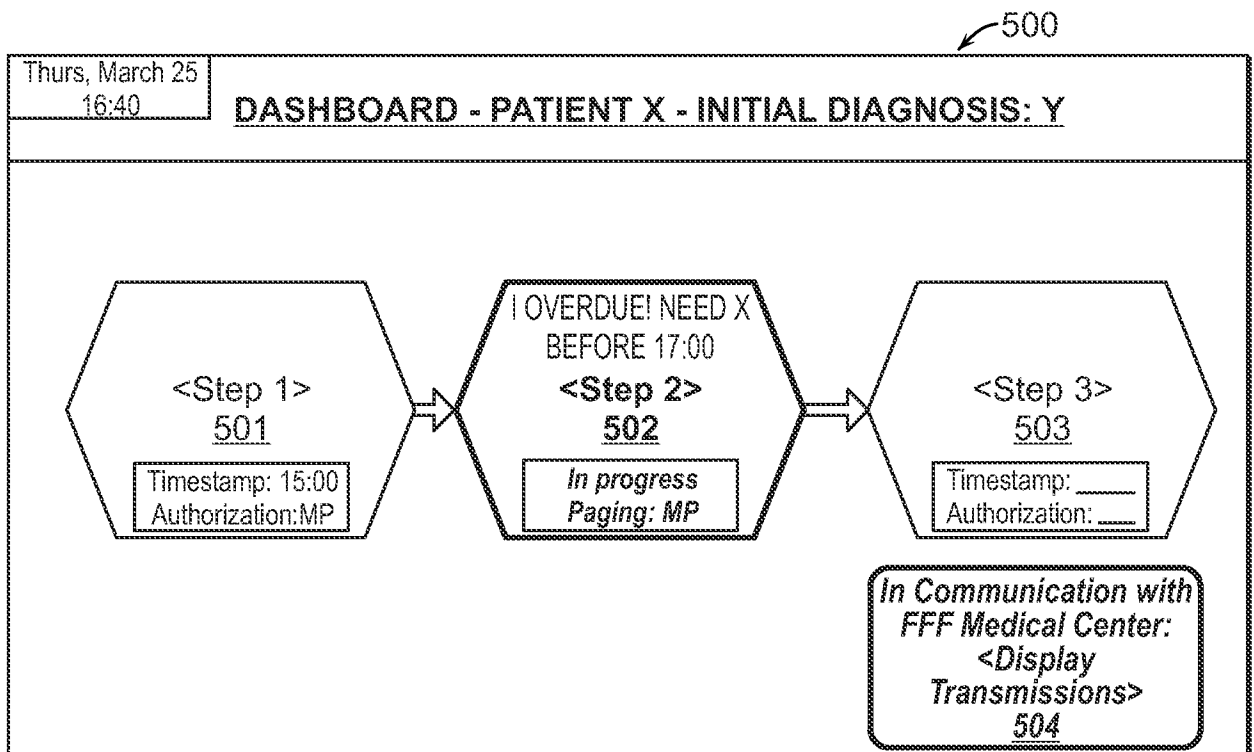 500
Thurs, March 25
16:40
DASHBOARD - PATIENT X - INITIAL DIAGNOSIS: Y
<Step 1>
501
Timestamp: 15:00
Authorization:MP
! OVERDUE! NEED X
BEFORE 17:00
<Step 2>
502
In progress
Paging: MP
<Step 3>
503
Timestamp: ____
Authorization: ___
In Communication with
FFF Medical Center:
<Display
Transmissions>
504